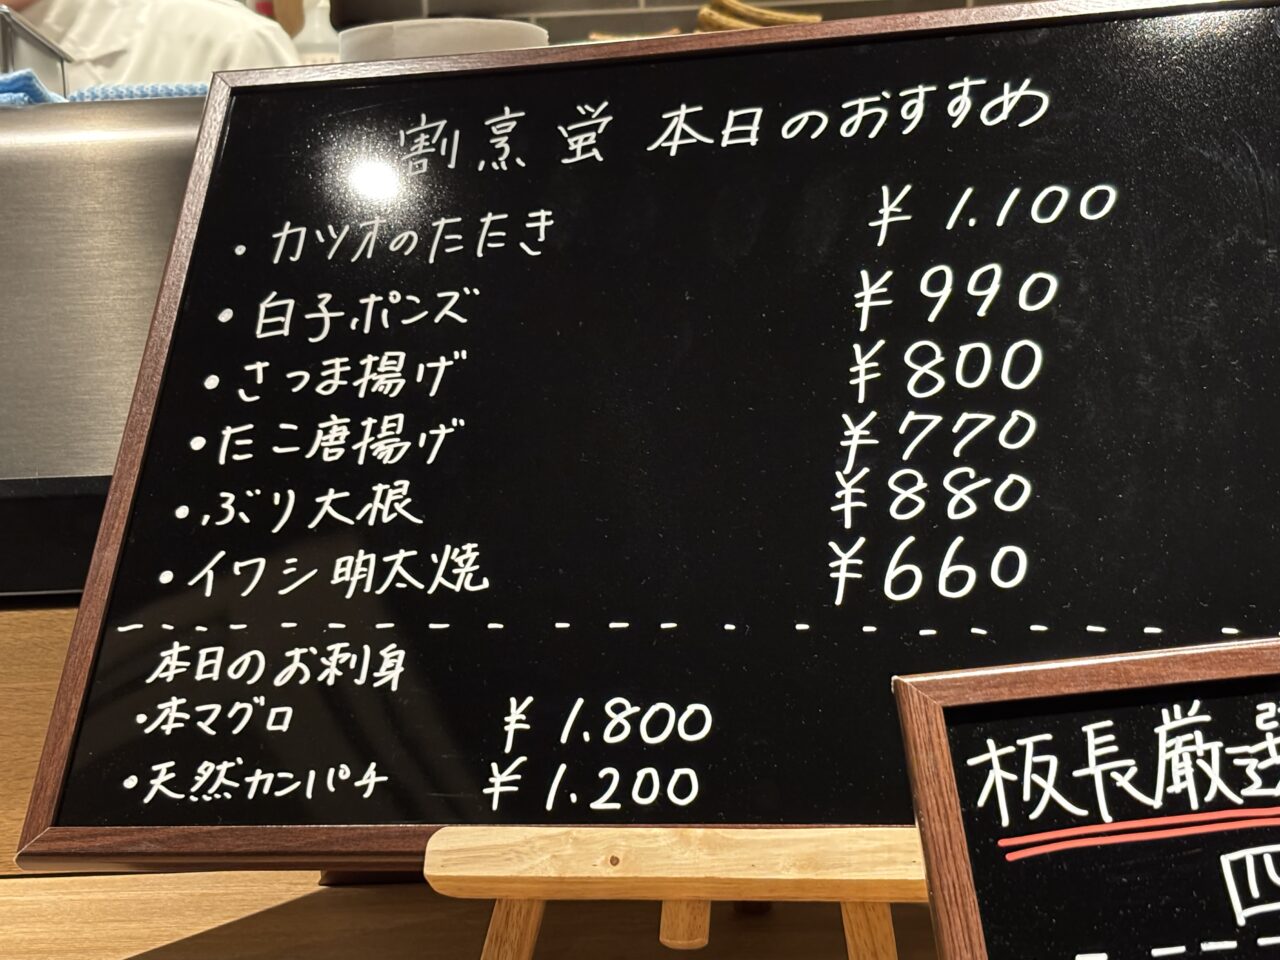 割烹 蛍 本日のおすすめ
・カツオのたたき ¥1.100
・白子ポンズ ¥990
・さつま揚げ ¥800
・たこ唐揚げ ¥770
・ぶり大根 ¥880
・イワシ明太焼 ¥660
本日のお刺身
・本マグロ ¥1.800
・天然カンパチ ¥1.200
板長厳選
四